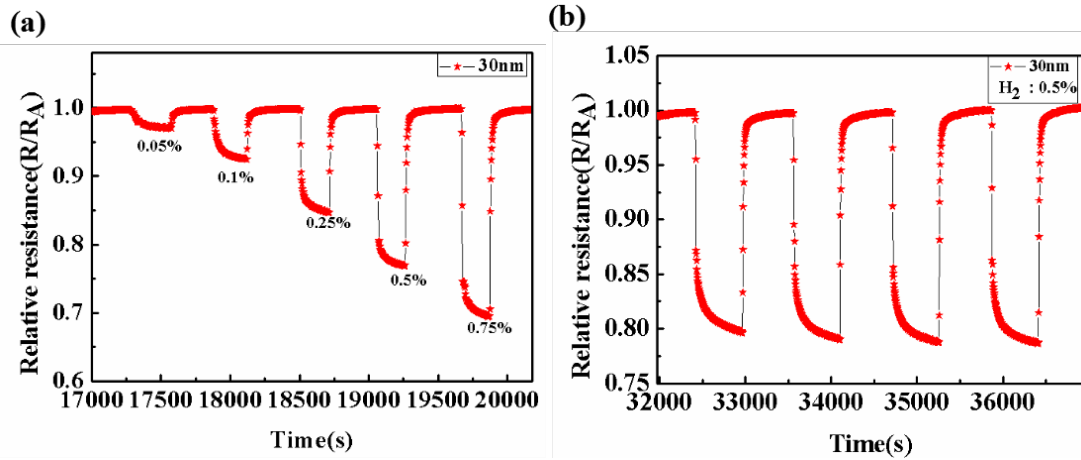 (a)
30nm
Relative resistance(R/RA)
1.0
0.9
0.8
0.7
0.6
0.05%
0.1%
0.25%
0.5%
0.75%
17000 17500 18000 18500 19000 19500 20000
Time(s)
(b)
30nm
H2 : 0.5%
Relative resistance(R/RA)
1.05
1.00
0.95
0.90
0.85
0.80
0.75
32000 33000 34000 35000 36000
Time(s)